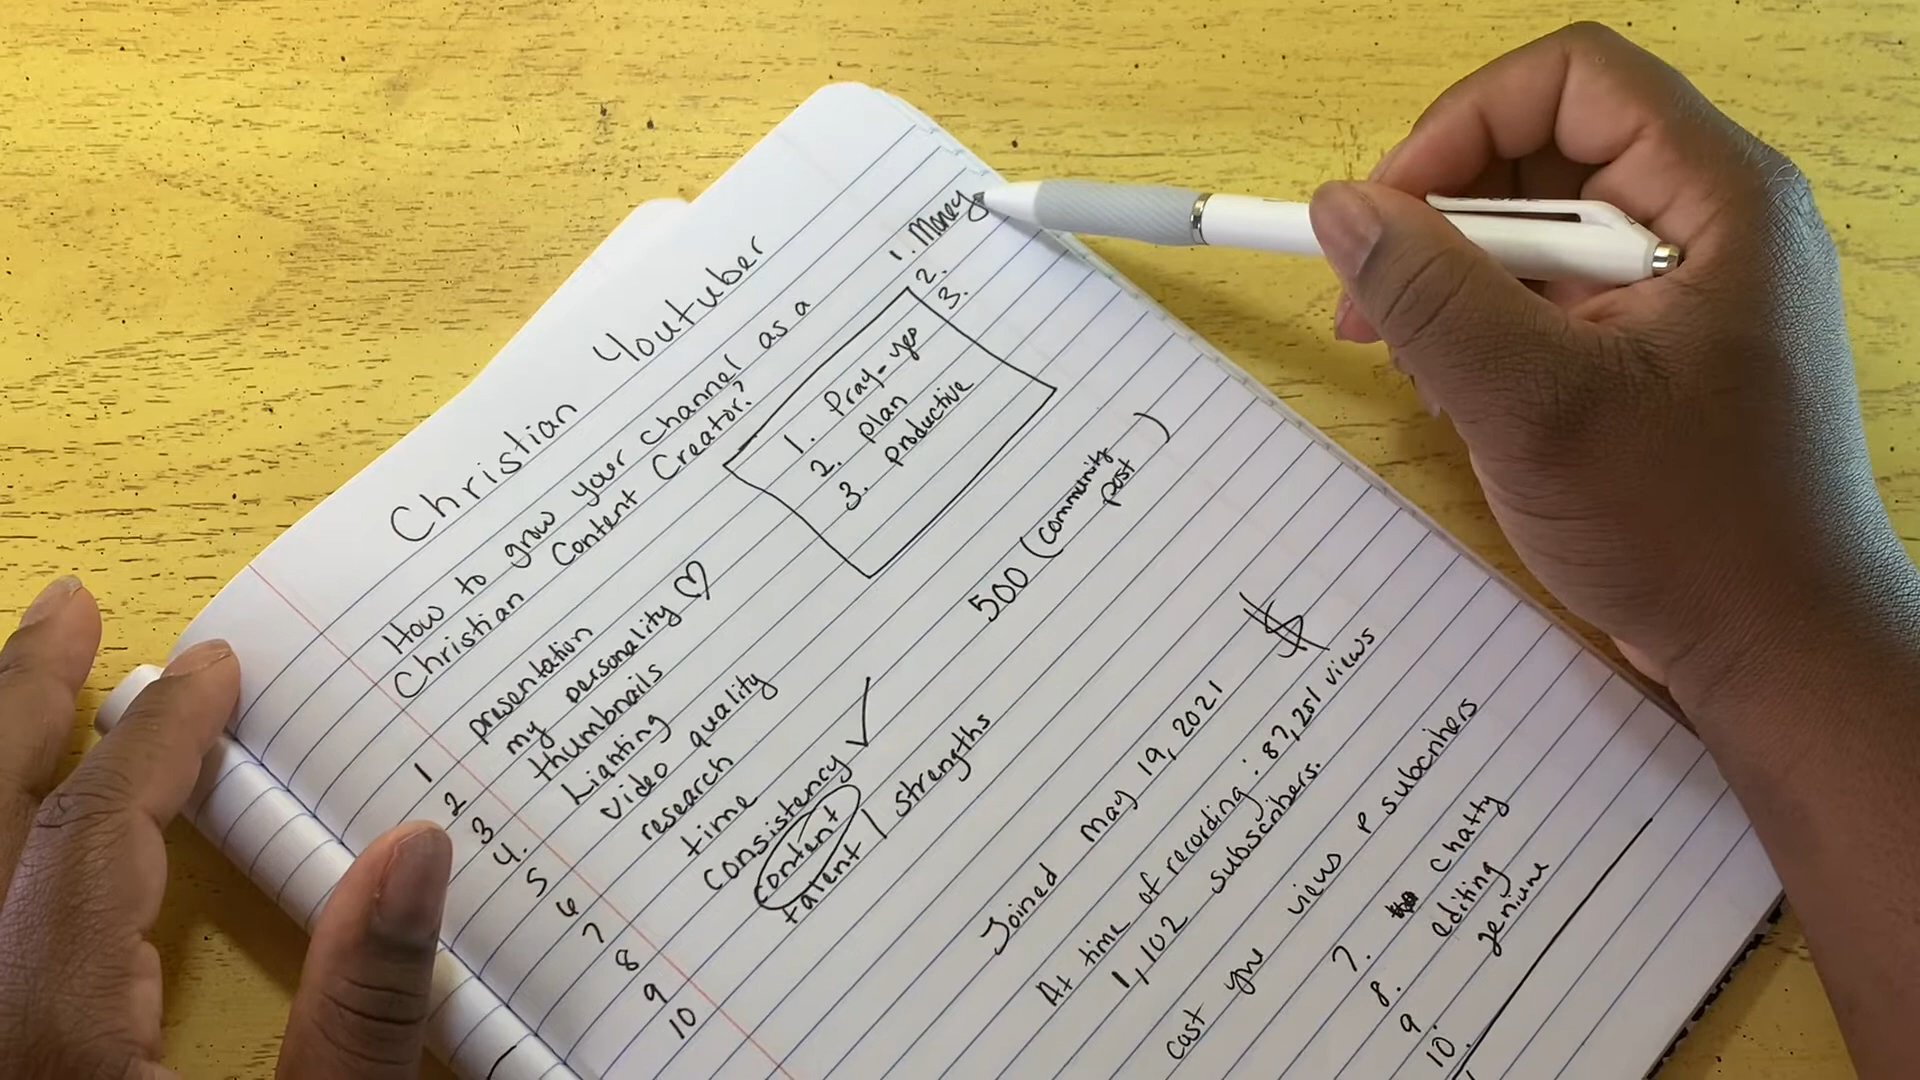 Christian Youtuber
How to grow your channel as a
Christian Content Creator?
1. Money
2.
3.
1. Pray - yes
2. plan
3. productive
1 presentation
2 my personality ♡
3 thumbnails
4. Lighting
5 video quality
6 research
7 time
8 Consistency ✓
9 content
10 talent / strengths
500 (community
post)
Joined May 19, 2021
$
At time of recording: 87,251 views
1,102 subscribers.
cast views subscribers
7. chatty
8. editing
9. geniune
10.